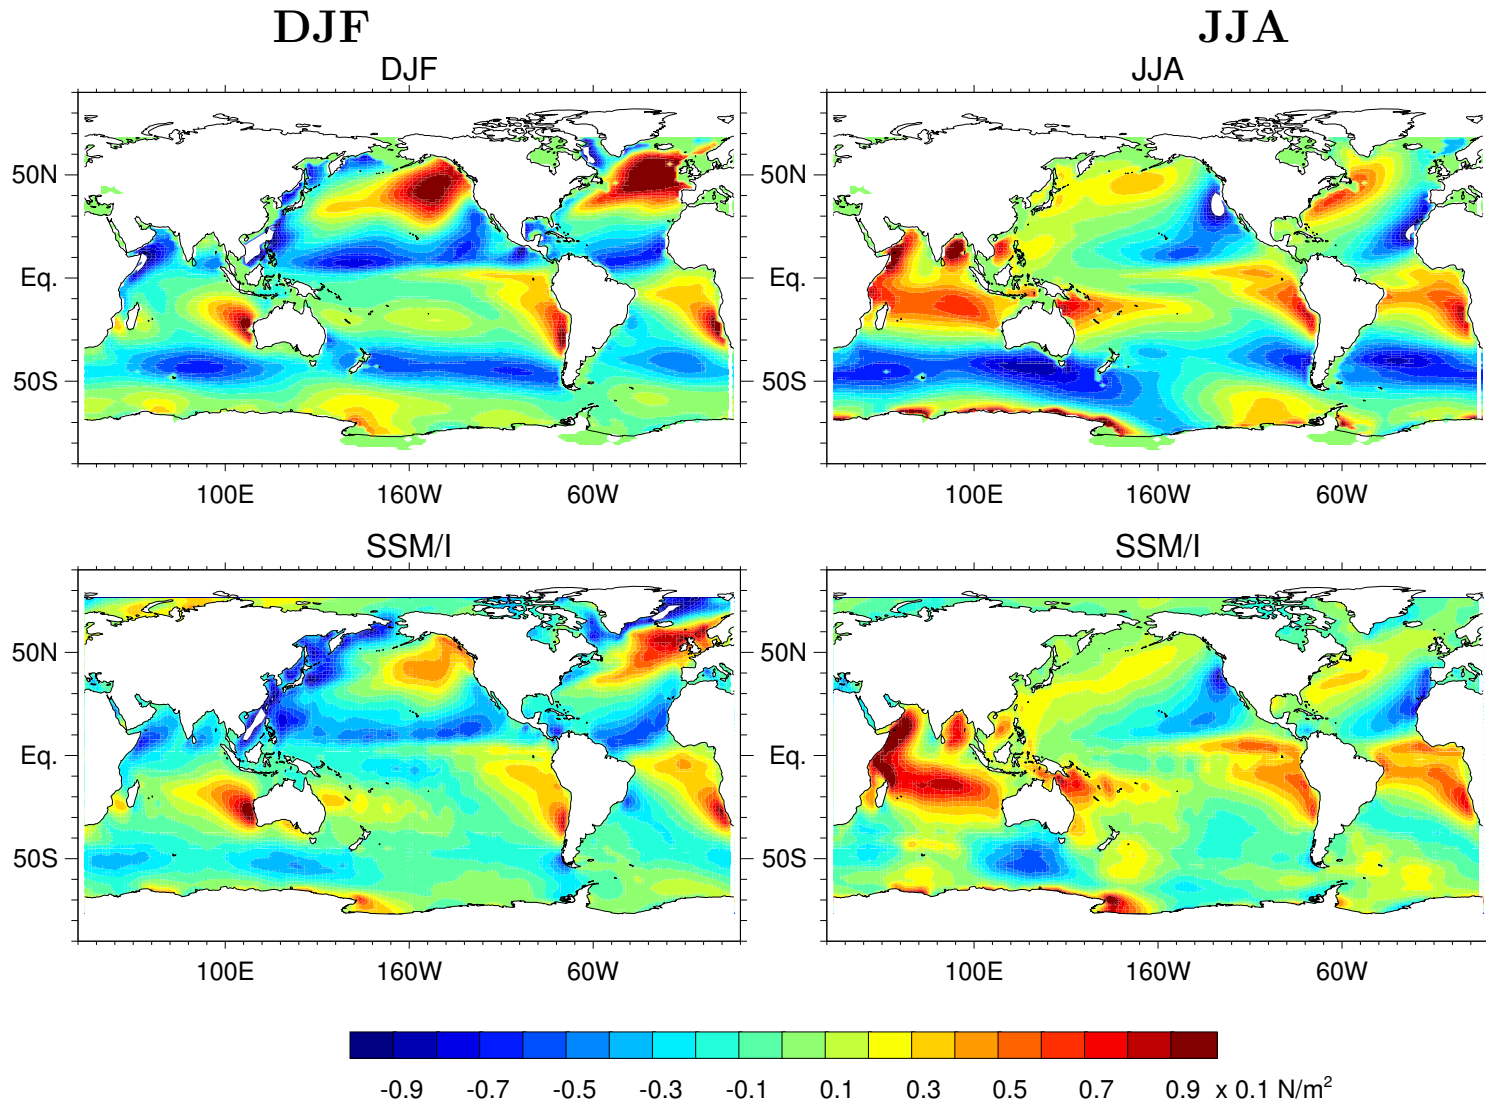 DJF JJA
DJF JJA
50N 50N
Eq. Eq.
50S 50S
100E 160W 60W 100E 160W 60W
SSM/I SSM/I
50N 50N
Eq. Eq.
50S 50S
100E 160W 60W 100E 160W 60W
-0.9 -0.7 -0.5 -0.3 -0.1 0.1 0.3 0.5 0.7 0.9 x 0.1 N/m²